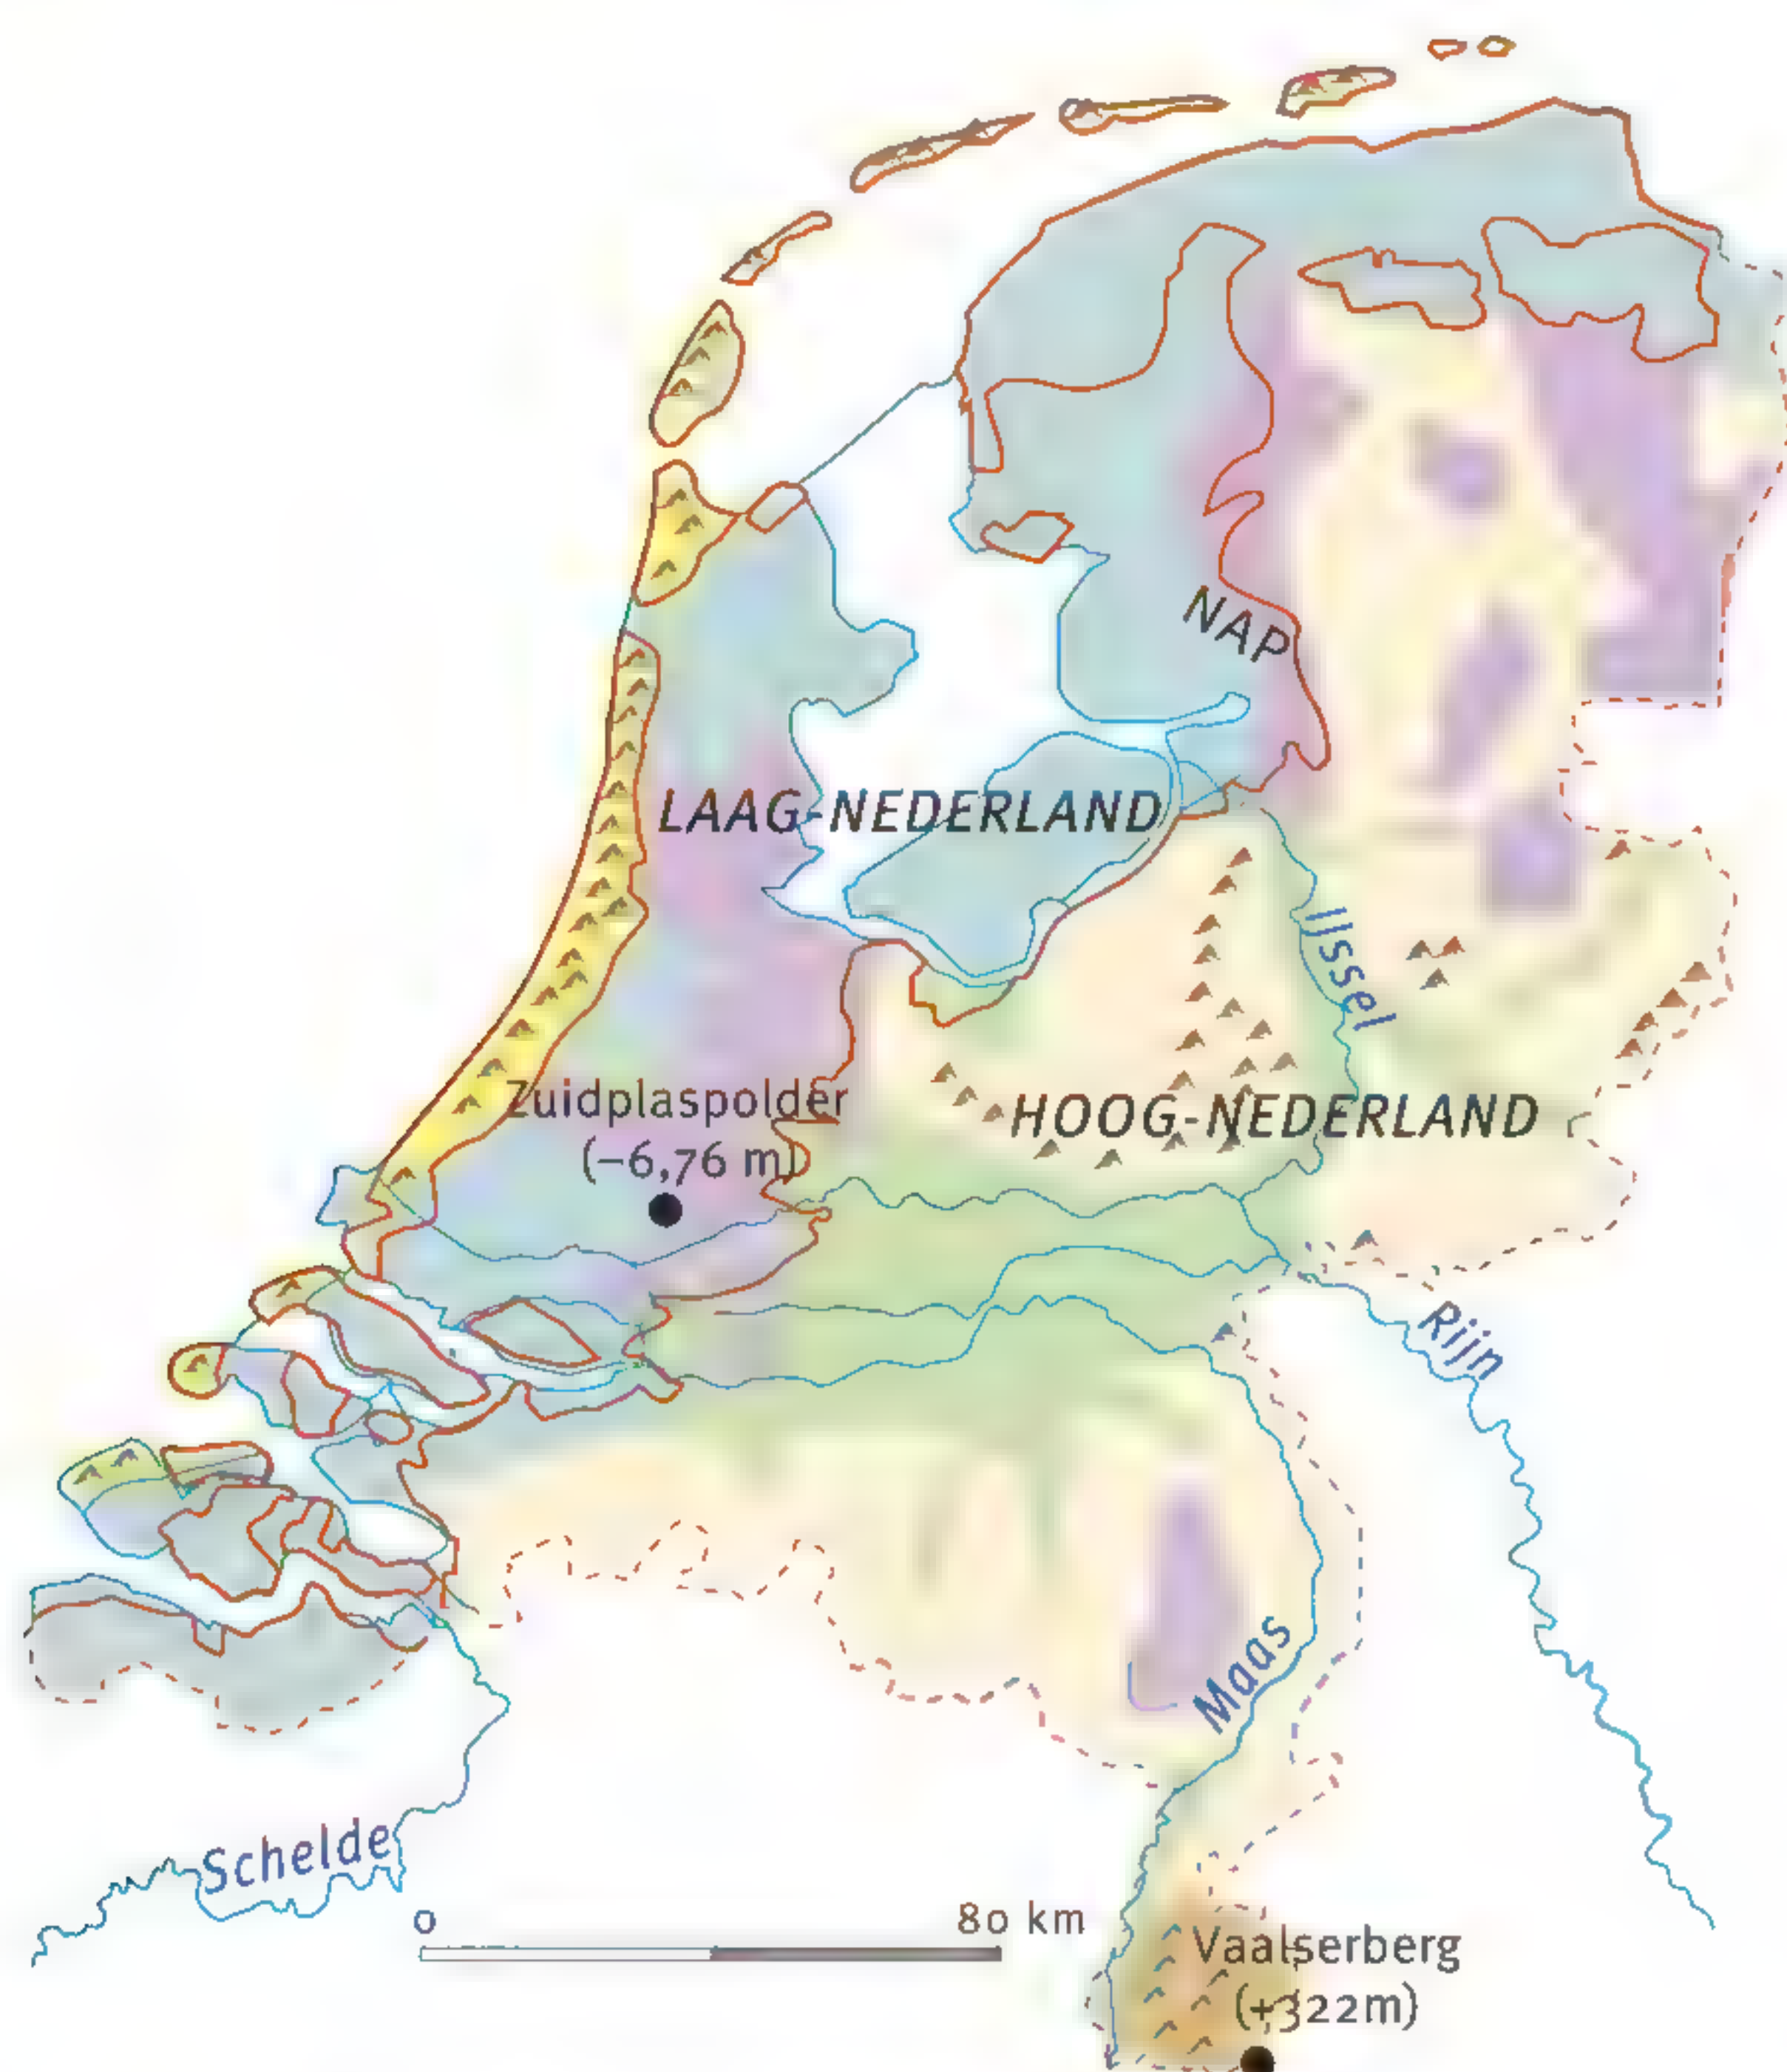 NAP
LAAG-NEDERLAND
IJssel
Zuidplaspolder
(–6,76 m)
HOOG-NEDERLAND
Rijn
Maas
Schelde
0 80 km
Vaalserberg
(+322m)